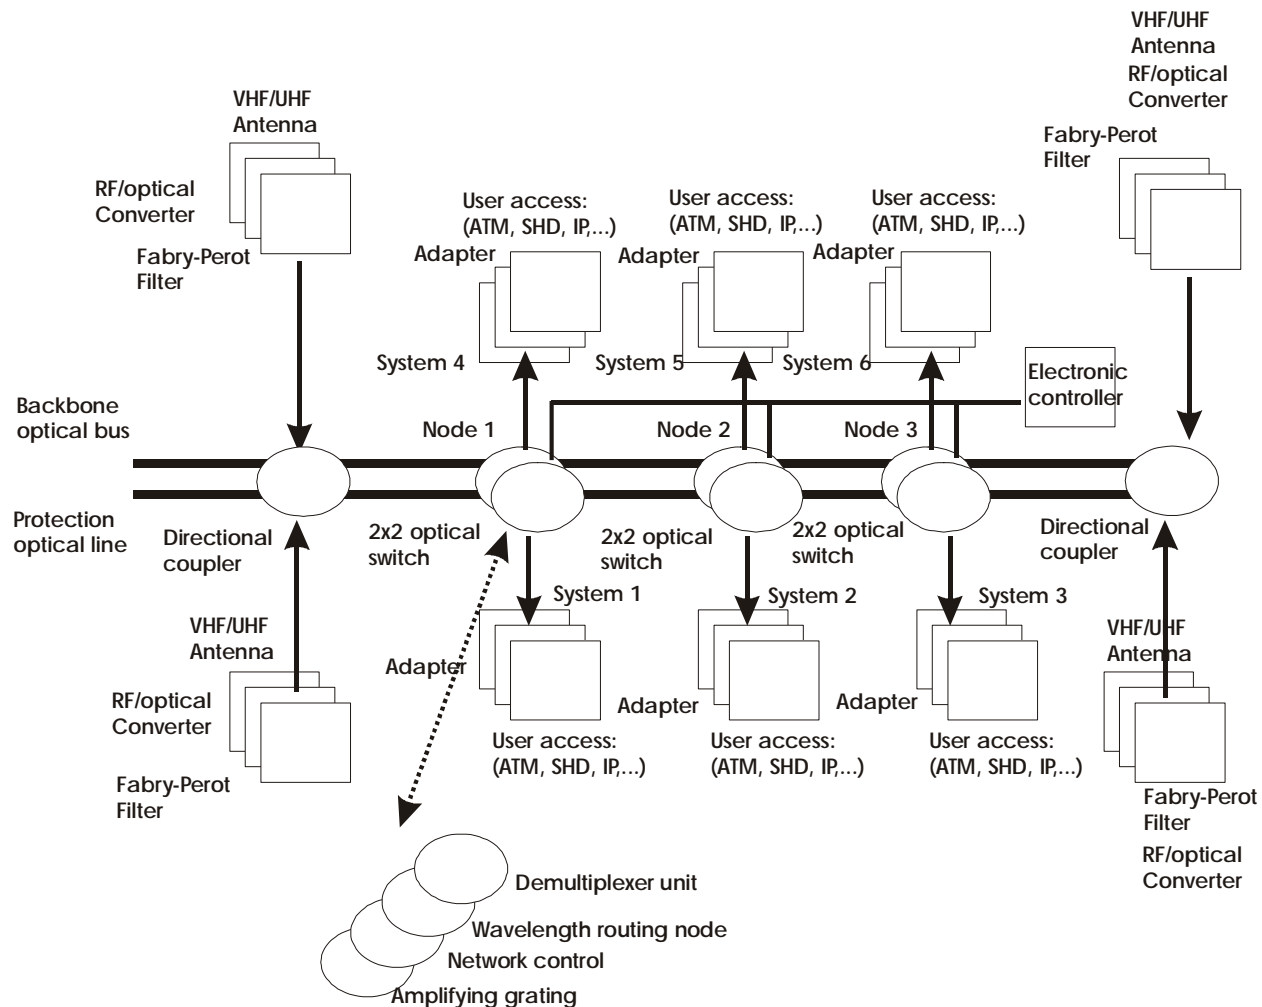 VHF/UHF
Antenna
RF/optical
Converter
VHF/UHF
Antenna
RF/optical
Converter
Fabry-Perot
Filter
Fabry-Perot
Filter
User access:
(ATM, SHD, IP,...)
Adapter
User access:
(ATM, SHD, IP,...)
Adapter
User access:
(ATM, SHD, IP,...)
Adapter
System 4
System 5
System 6
Electronic
controller
Backbone
optical bus
Node 1
Node 2
Node 3
Protection
optical line
Directional
coupler
2x2 optical
switch
2x2 optical
switch
2x2 optical
switch
Directional
coupler
System 1
System 2
System 3
VHF/UHF
Antenna
RF/optical
Converter
Fabry-Perot
Filter
Adapter
Adapter
Adapter
User access:
(ATM, SHD, IP,...)
User access:
(ATM, SHD, IP,...)
User access:
(ATM, SHD, IP,...)
VHF/UHF
Antenna
Fabry-Perot
Filter
RF/optical
Converter
Demultiplexer unit
Wavelength routing node
Network control
Amplifying grating